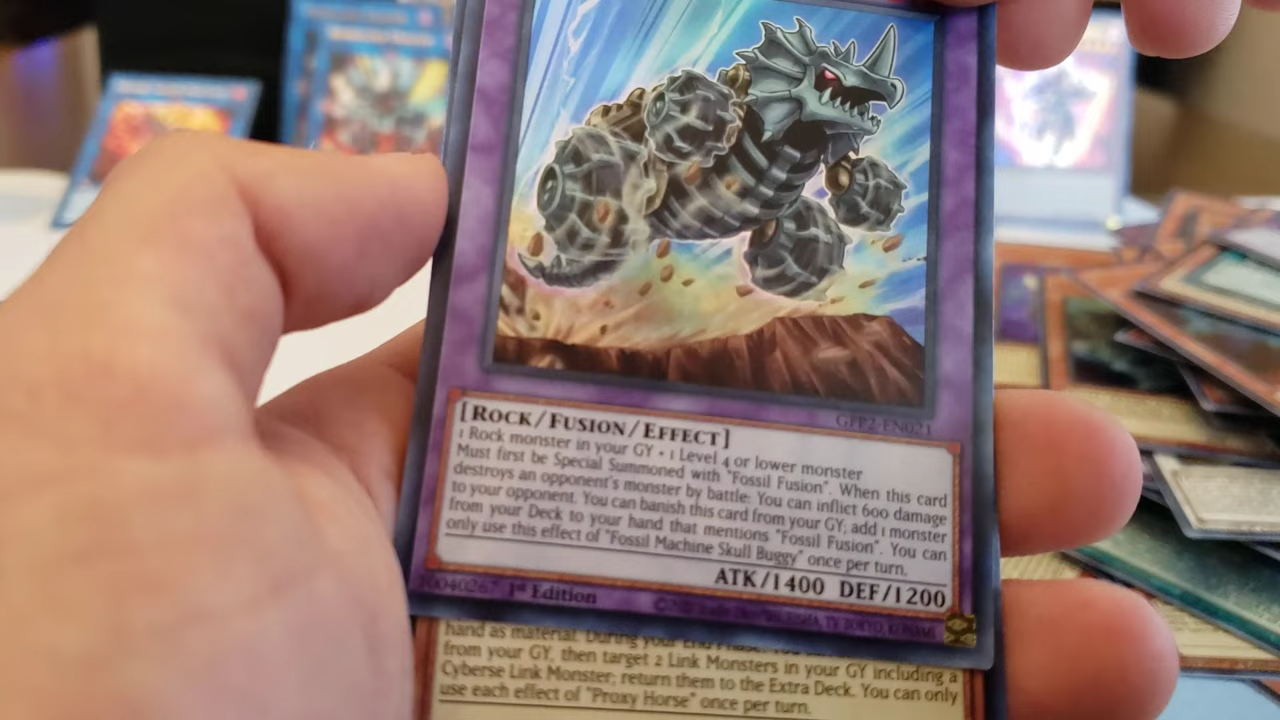 GFP2-EN021
[ROCK/FUSION/EFFECT]
1 Rock monster in your GY + 1 Level 4 or lower monster
Must first be Special Summoned with "Fossil Fusion". When this card
destroys an opponent's monster by battle: You can inflict 600 damage
to your opponent. You can banish this card from your GY; add 1 monster
from your Deck to your hand that mentions "Fossil Fusion". You can
only use this effect of "Fossil Machine Skull Buggy" once per turn.
ATK/1400 DEF/1200
1st Edition
TV TOKYO, KONAMI
hand as material. During your End Phase:
from your GY, then target 2 Link Monsters in your GY including a
Cyberse Link Monster; return them to the Extra Deck. You can only
use each effect of "Proxy Horse" once per turn.